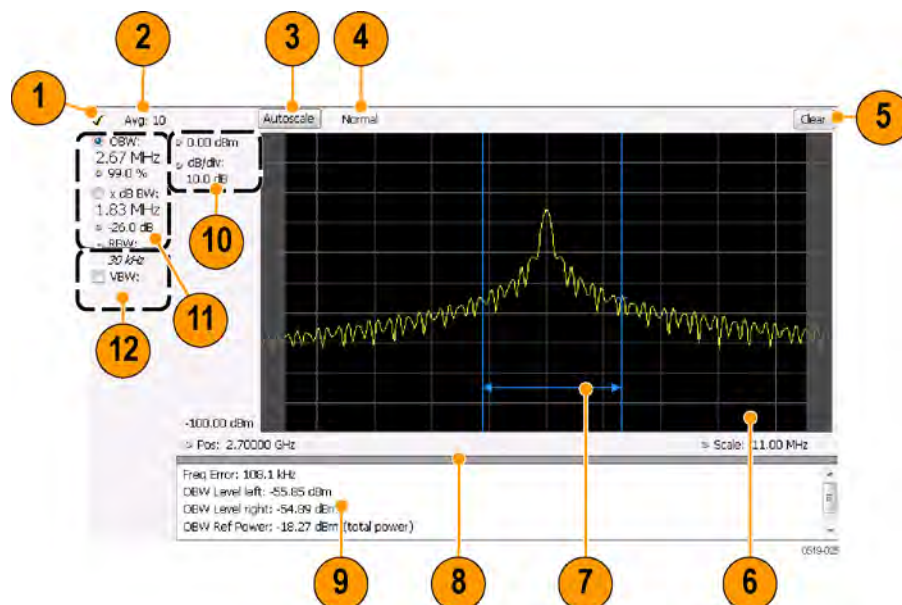 2
3
4
1
5
Avg: 10
Autoscale
Normal
Clear
OBW:
2.67 MHz
99.0 %
x dB BW:
1.83 MHz
-26.0 dB
RBW:
30 kHz
VBW:
0.00 dBm
dB/div:
10.0 dB
10
11
12
-100.00 dBm
Pos: 2.70000 GHz
Scale: 11.00 MHz
Freq Error: 108.1 kHz
OBW Level left: -55.85 dBm
OBW Level right: -54.89 dBm
OBW Ref Power: -18.27 dBm (total power)
0519-025
9
8
7
6